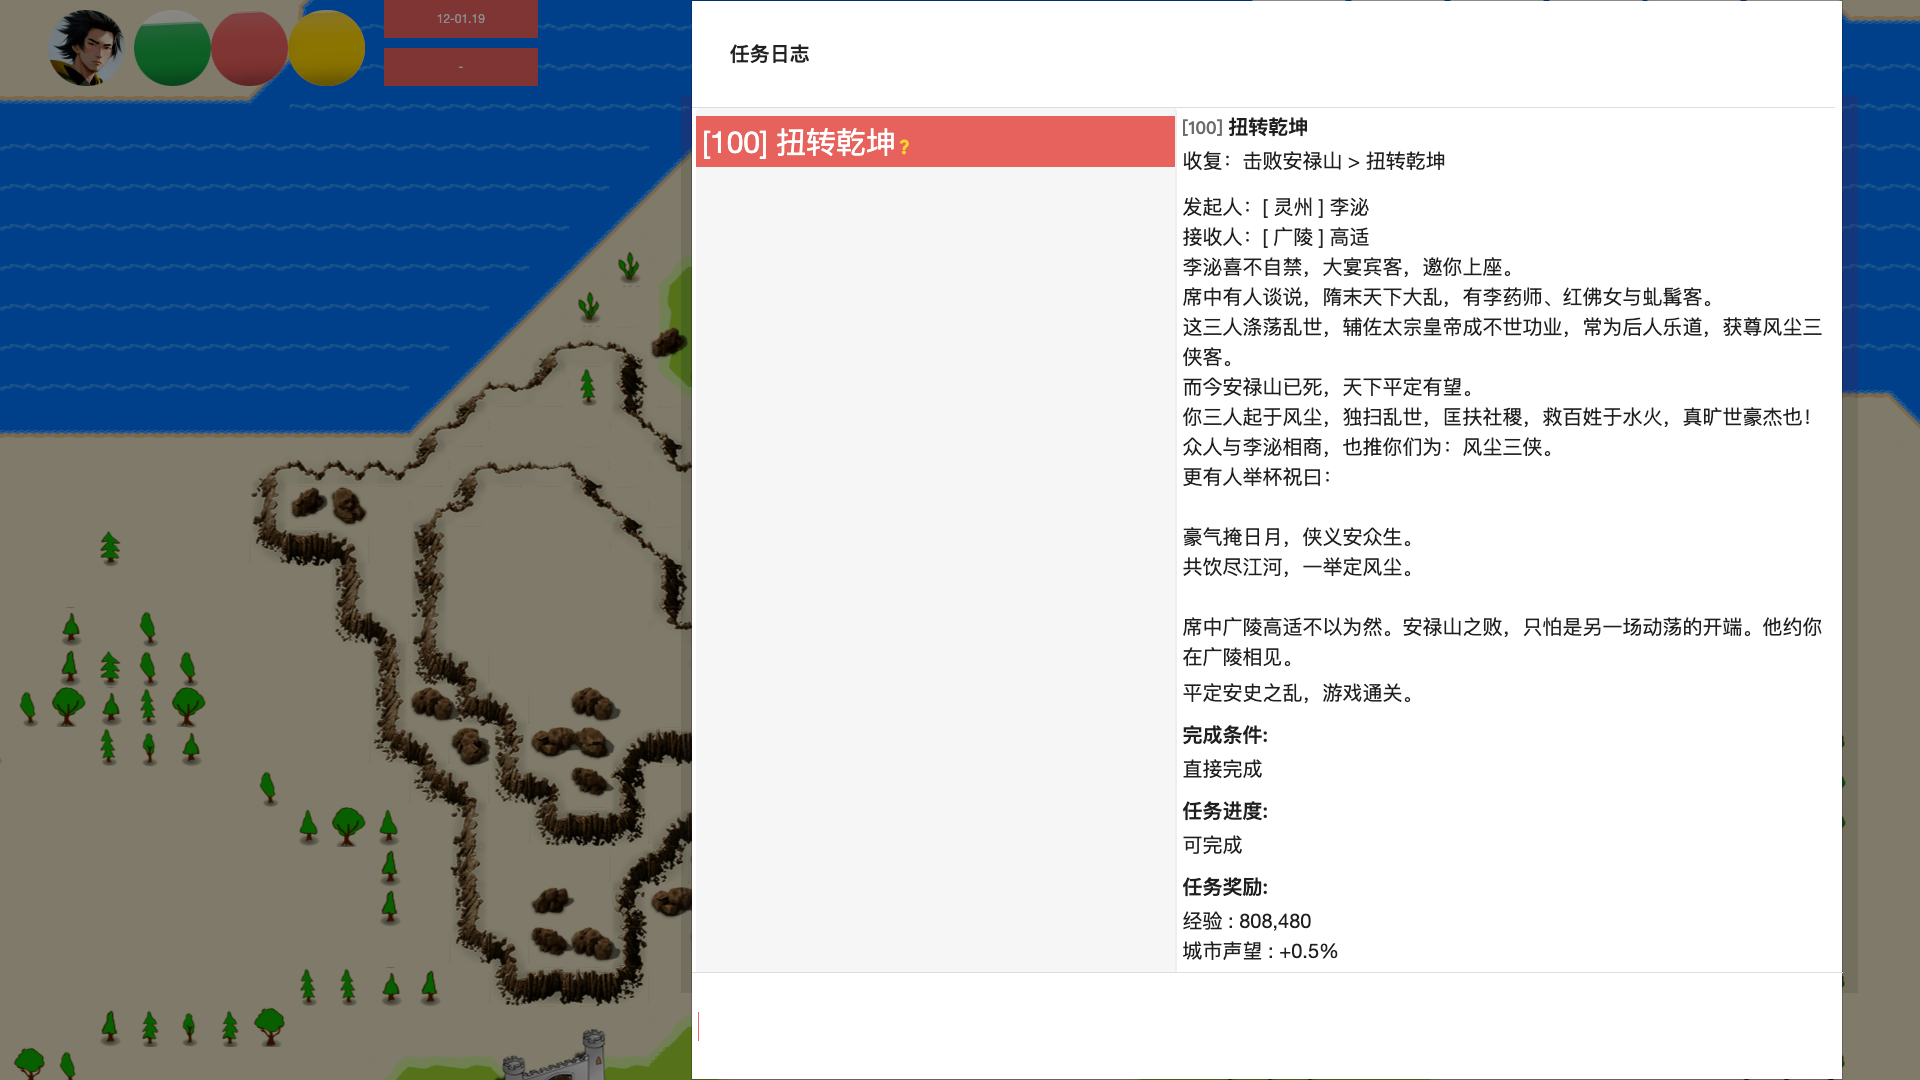 12-01.19
-
任务日志
[100] 扭转乾坤?
[100] 扭转乾坤
收复：击败安禄山 > 扭转乾坤
发起人：[ 灵州 ] 李泌
接收人：[ 广陵 ] 高适
李泌喜不自禁，大宴宾客，邀你上座。
席中有人谈说，隋末天下大乱，有李药师、红佛女与虬髯客。
这三人涤荡乱世，辅佐太宗皇帝成不世功业，常为后人乐道，获尊风尘三
侠客。
而今安禄山已死，天下平定有望。
你三人起于风尘，独扫乱世，匡扶社稷，救百姓于水火，真旷世豪杰也！
众人与李泌相商，也推你们为：风尘三侠。
更有人举杯祝曰：
豪气掩日月，侠义安众生。
共饮尽江河，一举定风尘。
席中广陵高适不以为然。安禄山之败，只怕是另一场动荡的开端。他约你
在广陵相见。
平定安史之乱，游戏通关。
完成条件:
直接完成
任务进度:
可完成
任务奖励:
经验 : 808,480
城市声望 : +0.5%